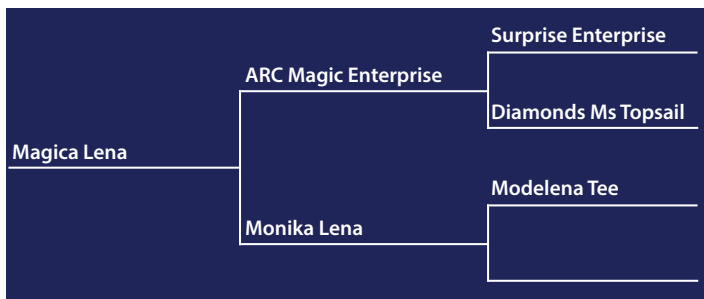 Surprise Enterprise
ARC Magic Enterprise
Diamonds Ms Topsail
Magica Lena
Modelena Tee
Monika Lena